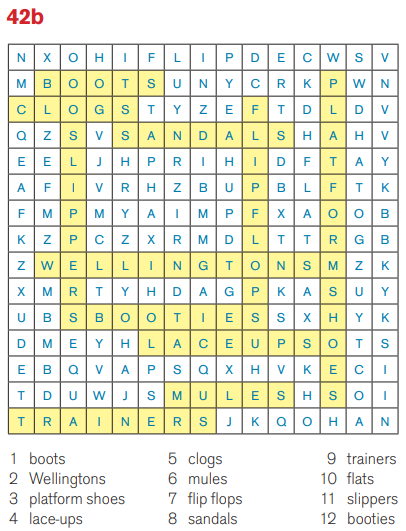 42b
N X O H I F L I P D E C W S V
M B O O T S U N Y C R K P W N
C L O G S T Y Z E F T D L D V
Q Z S V S A N D A L S H A H V
E E L J H P R I H I D F T A Y
A F I V R H Z B U P B L F T K
F M P M Y A I M P F X A O O B
K Z P C Z X R M D L T T R G B
Z W E L L I N G T O N S M Z K
X M R T Y H D A G P K A S U Y
U B S B O O T I E S S X H Y K
D M E Y H L A C E U P S O T S
E B Q V A P S Q X H V K E C I
T D U W J S M U L E S H S O I
T R A I N E R S J K Q O H A N
1 boots 5 clogs 9 trainers
2 Wellingtons 6 mules 10 flats
3 platform shoes 7 flip flops 11 slippers
4 lace-ups 8 sandals 12 booties